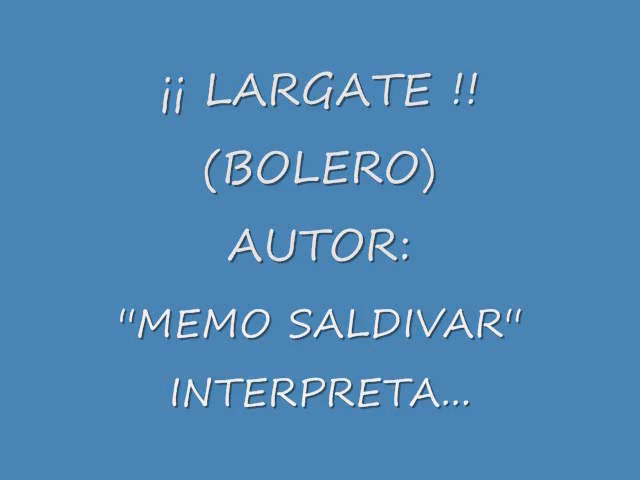 ¡¡ LARGATE !!
(BOLERO)
AUTOR:
"MEMO SALDIVAR"
INTERPRETA...